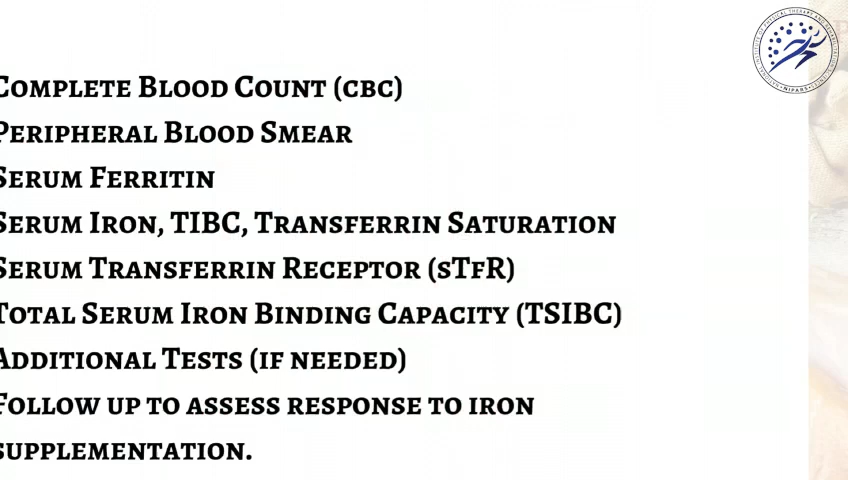 Complete Blood Count (CBC)
Peripheral Blood Smear
Serum Ferritin
Serum Iron, TIBC, Transferrin Saturation
Serum Transferrin Receptor (sTfR)
Total Serum Iron Binding Capacity (TSIBC)
Additional Tests (if needed)
Follow up to assess response to iron
supplementation.
NIPARS